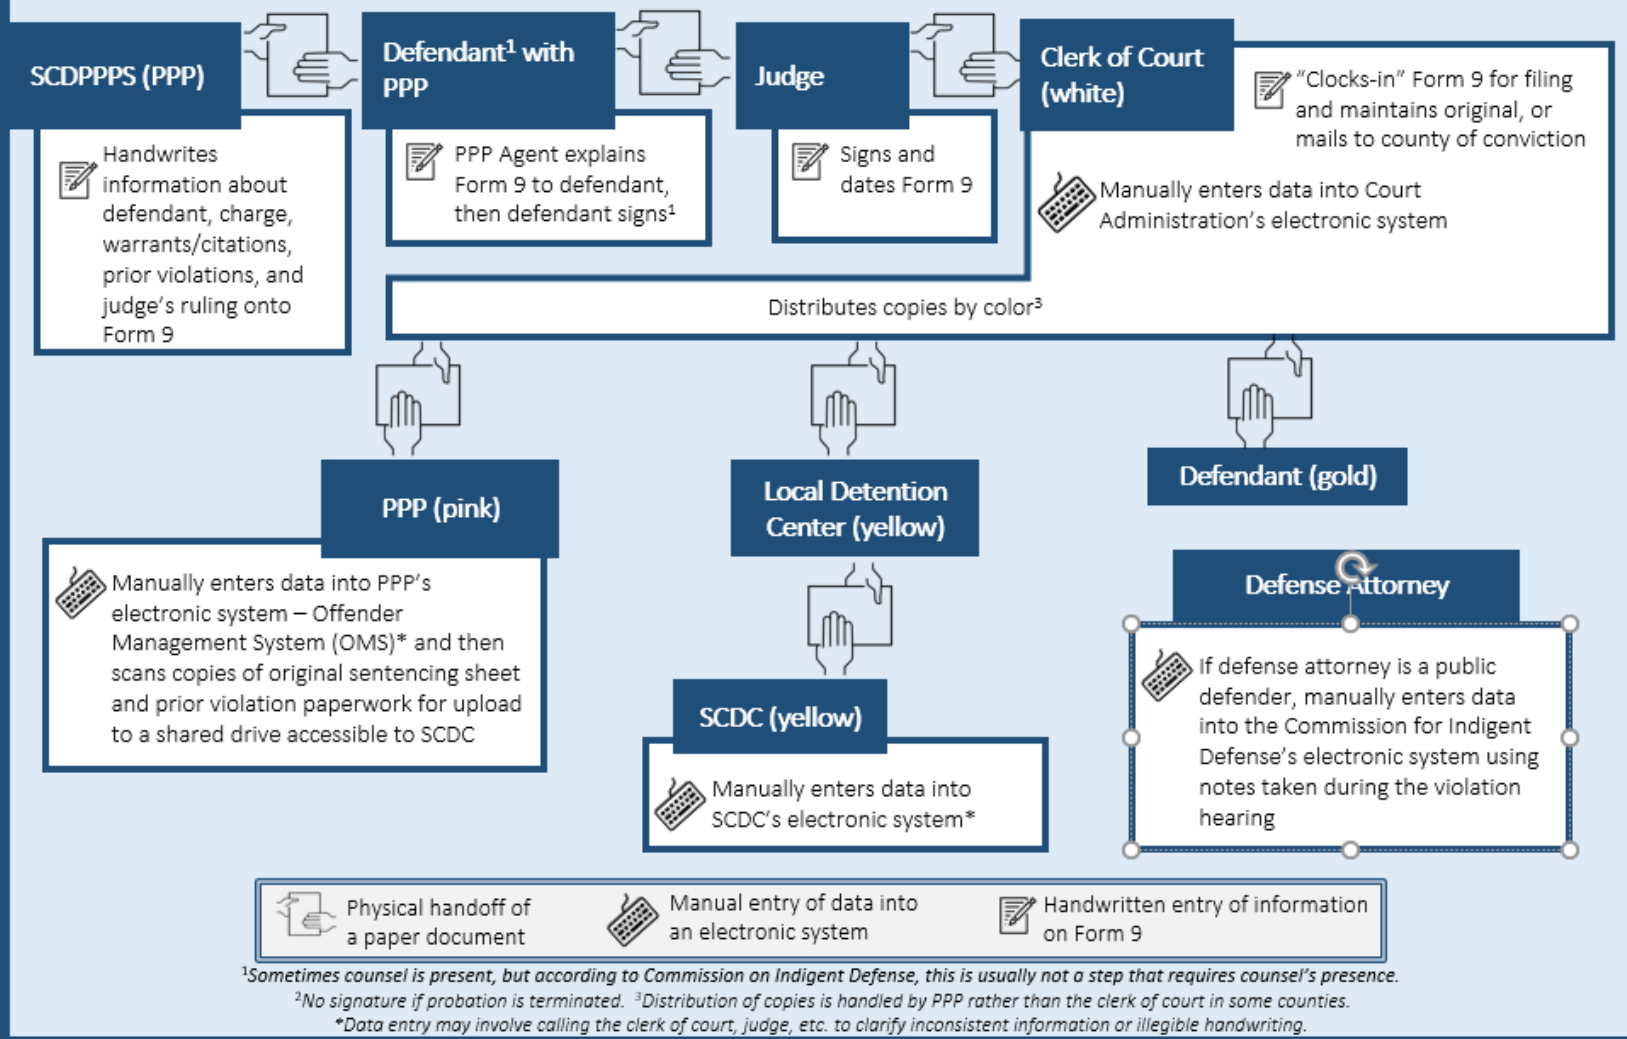 SCDPPPS (PPP)
Handwrites
information about
defendant, charge,
warrants/citations,
prior violations, and
judge's ruling onto
Form 9
Defendant¹ with
PPP
PPP Agent explains
Form 9 to defendant,
then defendant signs¹
Judge
Signs and
dates Form 9
Clerk of Court
(white)
“Clocks-in” Form 9 for filing
and maintains original, or
mails to county of conviction
Manually enters data into Court
Administration's electronic system
Distributes copies by color³
PPP (pink)
Manually enters data into PPP's
electronic system – Offender
Management System (OMS)* and then
scans copies of original sentencing sheet
and prior violation paperwork for upload
to a shared drive accessible to SCDC
Local Detention
Center (yellow)
SCDC (yellow)
Manually enters data into
SCDC's electronic system*
Defendant (gold)
Defense Attorney
If defense attorney is a public
defender, manually enters data
into the Commission for Indigent
Defense's electronic system using
notes taken during the violation
hearing
Physical handoff of
a paper document
Manual entry of data into
an electronic system
Handwritten entry of information
on Form 9
¹Sometimes counsel is present, but according to Commission on Indigent Defense, this is usually not a step that requires counsel's presence.
²No signature if probation is terminated. ³Distribution of copies is handled by PPP rather than the clerk of court in some counties.
*Data entry may involve calling the clerk of court, judge, etc. to clarify inconsistent information or illegible handwriting.